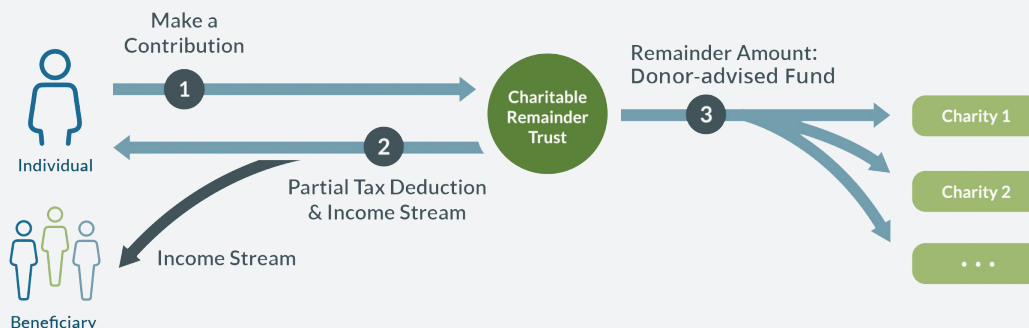 Make a
Contribution
1
Individual
2
Partial Tax Deduction
& Income Stream
Income Stream
Beneficiary
Charitable
Remainder
Trust
Remainder Amount:
Donor-advised Fund
3
Charity 1
Charity 2
...